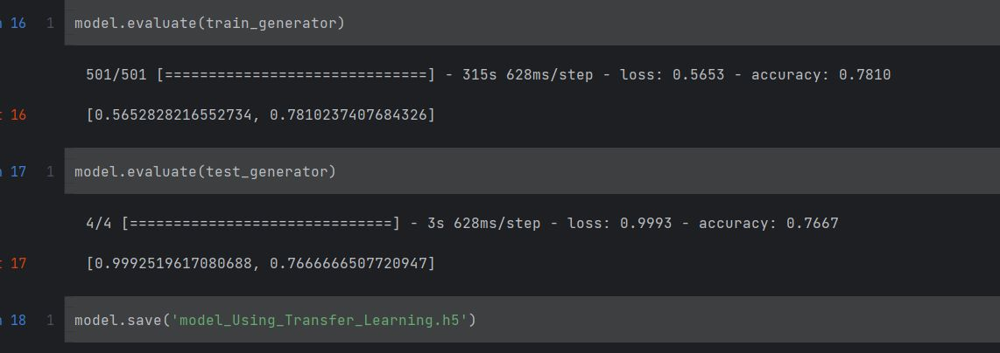 16 1 model.evaluate(train_generator)
501/501 [==============================] - 315s 628ms/step - loss: 0.5653 - accuracy: 0.7810
16 [0.5652828216552734, 0.7810237407684326]
17 1 model.evaluate(test_generator)
4/4 [==============================] - 3s 628ms/step - loss: 0.9993 - accuracy: 0.7667
17 [0.9992519617080688, 0.7666666507720947]
18 1 model.save('model_Using_Transfer_Learning.h5')